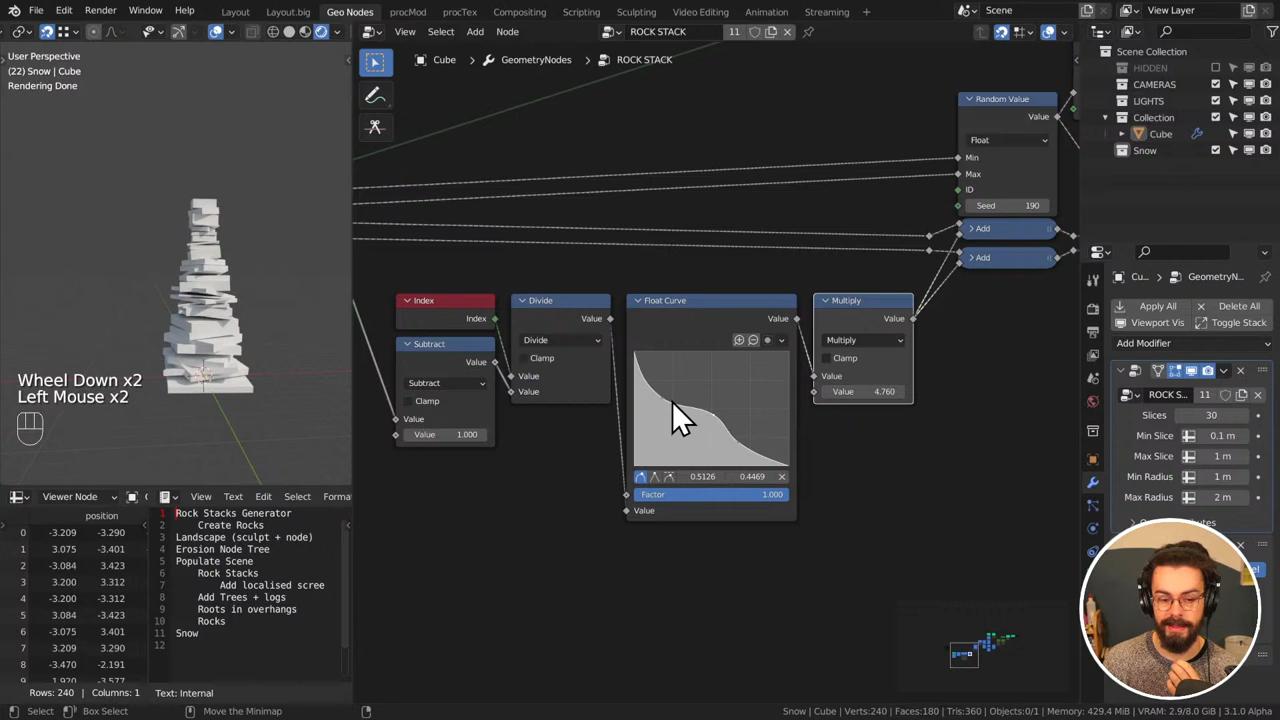 File Edit Render Window Help
Layout Layout.big Geo Nodes procMod procTex Compositing Scripting Sculpting Video Editing Animation Streaming
Scene
View Layer
View Select Add Node
ROCK STACK 11
User Perspective
(22) Snow | Cube
Rendering Done
Cube GeometryNodes ROCK STACK
Scene Collection
HIDDEN
CAMERAS
LIGHTS
Collection
Cube
Snow
Random Value
Value
Float
Min
Max
ID
Seed 190
Add
Add
Index
Index
Subtract
Value
Subtract
Clamp
Value
Value 1.000
Divide
Value
Divide
Clamp
Value
Value
Float Curve
Value
0.5126 0.4469
Factor 1.000
Value
Multiply
Value
Multiply
Clamp
Value
Value 4.760
Wheel Down x2
Left Mouse x2
GeometryN...
Apply All Delete All
Viewport Vis Toggle Stack
Add Modifier
ROCK S...
Slices 30
Min Slice 0.1 m
Max Slice 1 m
Min Radius 1 m
Max Radius 2 m
Viewer Node
View Text Edit Select Format
position
0 -3.209 -3.290
1 3.075 -3.401
2 -3.084 3.423
3 3.200 3.312
4 -3.200 -3.312
5 3.084 -3.423
6 -3.075 3.401
7 3.209 3.290
8 -3.470 -2.191
1 Rock Stacks Generator
2 Create Rocks
3 Landscape (sculpt + node)
4 Erosion Node Tree
5 Populate Scene
6 Rock Stacks
7 Add localised scree
8 Add Trees + logs
9 Roots in overhangs
10 Rocks
11 Snow
12
Rows: 240 Columns: 1
Text: Internal
Select Box Select Move the Minimap
Snow | Cube | Verts:240 | Faces:180 | Tris:360 | Objects:0/1 | Memory: 429.4 MiB | VRAM: 2.9/8.0 GiB | 3.1.0 Alpha